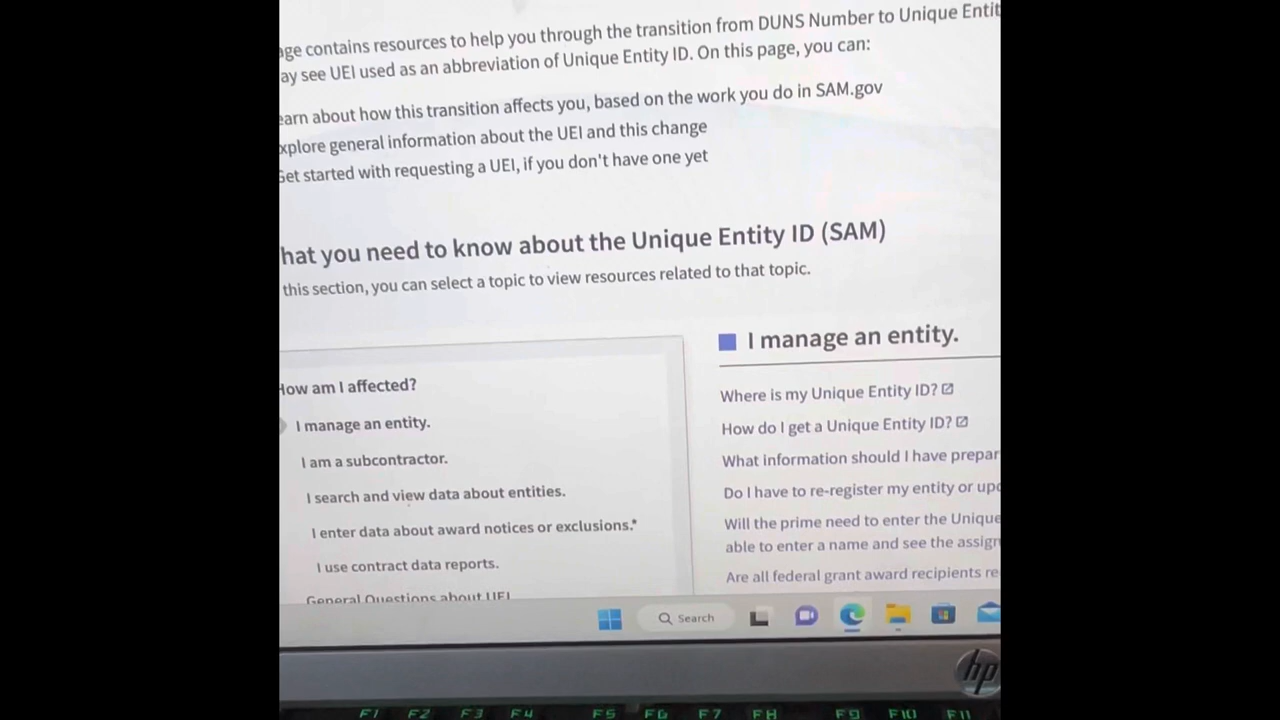 age contains resources to help you through the transition from DUNS Number to Unique Entit
ay see UEI used as an abbreviation of Unique Entity ID. On this page, you can:
earn about how this transition affects you, based on the work you do in SAM.gov
xplore general information about the UEI and this change
Get started with requesting a UEI, if you don't have one yet
hat you need to know about the Unique Entity ID (SAM)
this section, you can select a topic to view resources related to that topic.
How am I affected?
I manage an entity.
I am a subcontractor.
I search and view data about entities.
I enter data about award notices or exclusions.*
I use contract data reports.
General Questions about UEI
I manage an entity.
Where is my Unique Entity ID?
How do I get a Unique Entity ID?
What information should I have prepar
Do I have to re-register my entity or upd
Will the prime need to enter the Unique
able to enter a name and see the assign
Are all federal grant award recipients re
Search
hp
F1 F2 F3 F4 F5 F6 F7 F8 F9 F10 F11